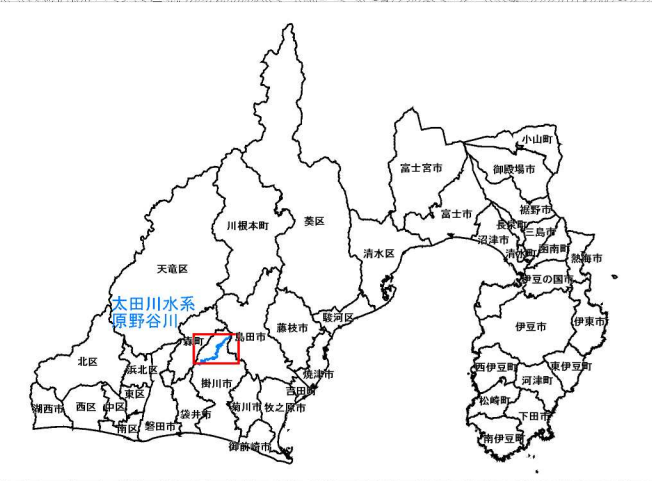 小山町
富士宮市
御殿場市
裾野市
富士市
長泉町
三島市
沼津市
清水町
函南町
熱海市
伊豆の国市
葵区
川根本町
清水区
天竜区
太田川水系
原野谷川
駿河区
藤枝市
島田市
森町
伊豆市
伊東市
北区
浜北区
焼津市
西伊豆町
東伊豆町
河津町
掛川市
吉田町
東区
松崎町
湖西市
西区
中区
袋井市
菊川市
牧之原市
下田市
南区
磐田市
御前崎市
南伊豆町